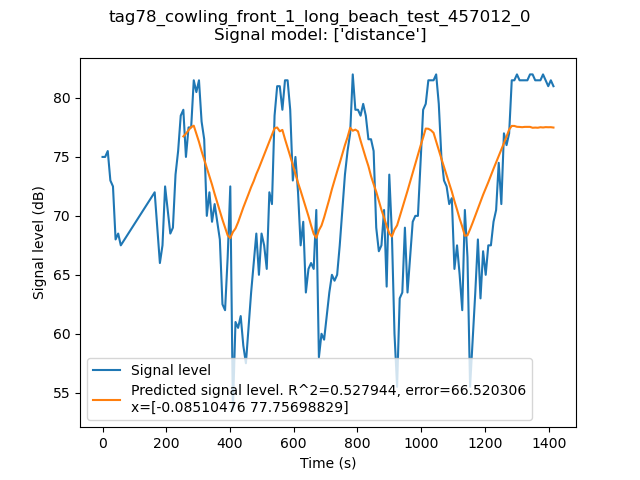 tag78_cowling_front_1_long_beach_test_457012_0
Signal model: ['distance']
80
75
70
65
60
55
Signal level (dB)
Signal level
Predicted signal level. R^2=0.527944, error=66.520306
x=[-0.08510476 77.75698829]
0 200 400 600 800 1000 1200 1400
Time (s)